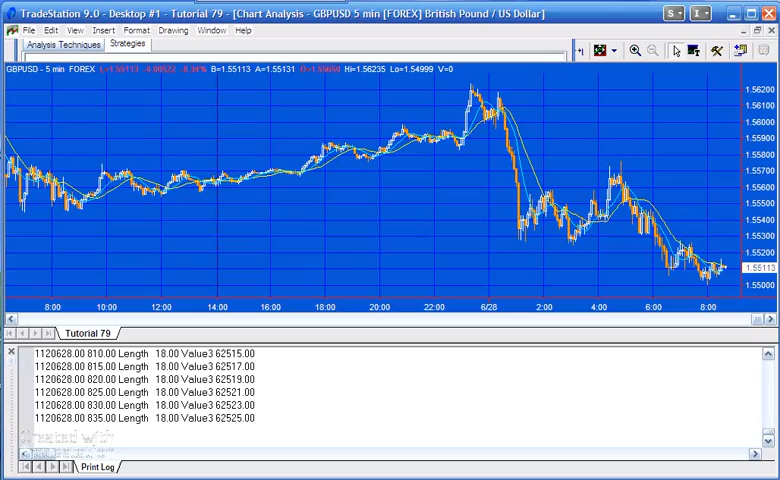 TradeStation 9.0 - Desktop #1 - Tutorial 79 - [Chart Analysis - GBPUSD 5 min [FOREX] British Pound / US Dollar]
S I
File Edit View Insert Format Drawing Window Help
Analysis Techniques Strategies
GBPUSD - 5 min FOREX L=1.55113 -0.00522 -0.34% B=1.55113 A=1.55131 O=1.55650 Hi=1.56235 Lo=1.54999 V=0
1.56200
1.56000
1.55900
1.55800
1.55700
1.55600
1.55500
1.55400
1.55300
1.55200
1.55113
1.55000
8:00 10:00 12:00 14:00 16:00 18:00 20:00 22:00 6/28 2:00 4:00 6:00 8:00
Tutorial 79
1120628.00 810.00 Length 18.00 Value3 62515.00
1120628.00 815.00 Length 18.00 Value3 62517.00
1120628.00 820.00 Length 18.00 Value3 62519.00
1120628.00 825.00 Length 18.00 Value3 62521.00
1120628.00 830.00 Length 18.00 Value3 62523.00
1120628.00 835.00 Length 18.00 Value3 62525.00
Created with
Print Log